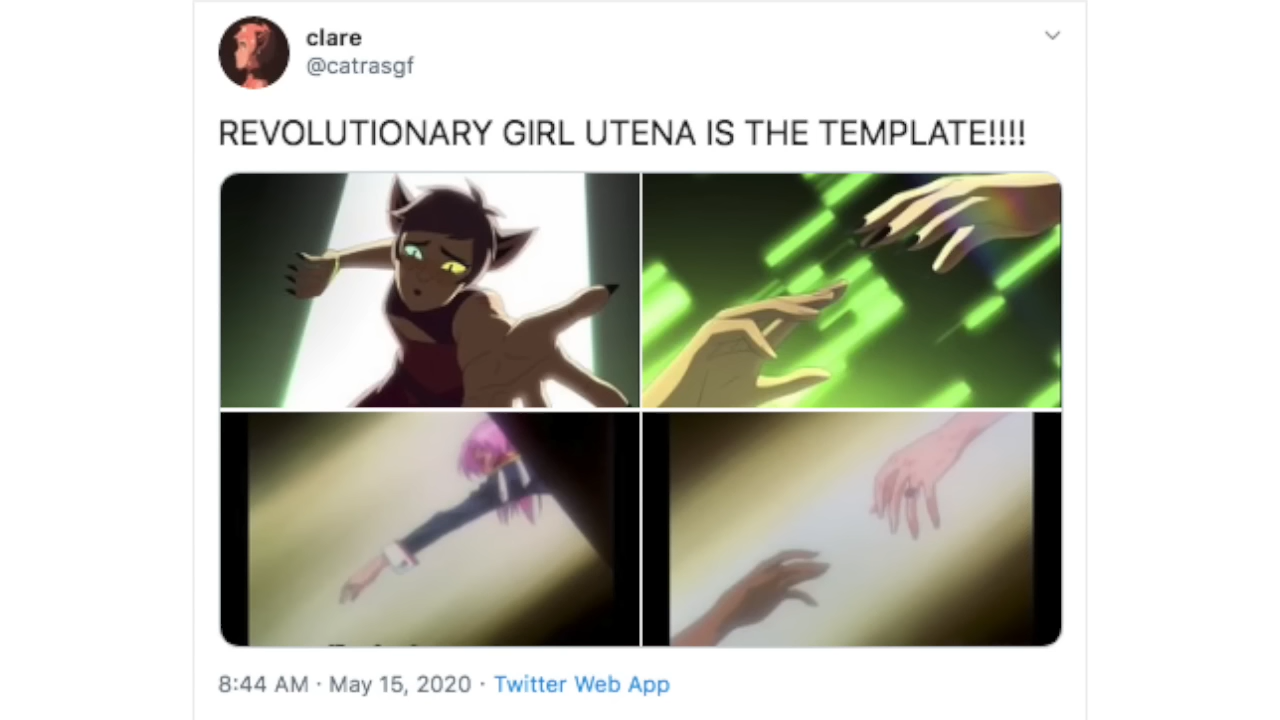 clare
@catrasgf
REVOLUTIONARY GIRL UTENA IS THE TEMPLATE!!!!
8:44 AM · May 15, 2020 · Twitter Web App